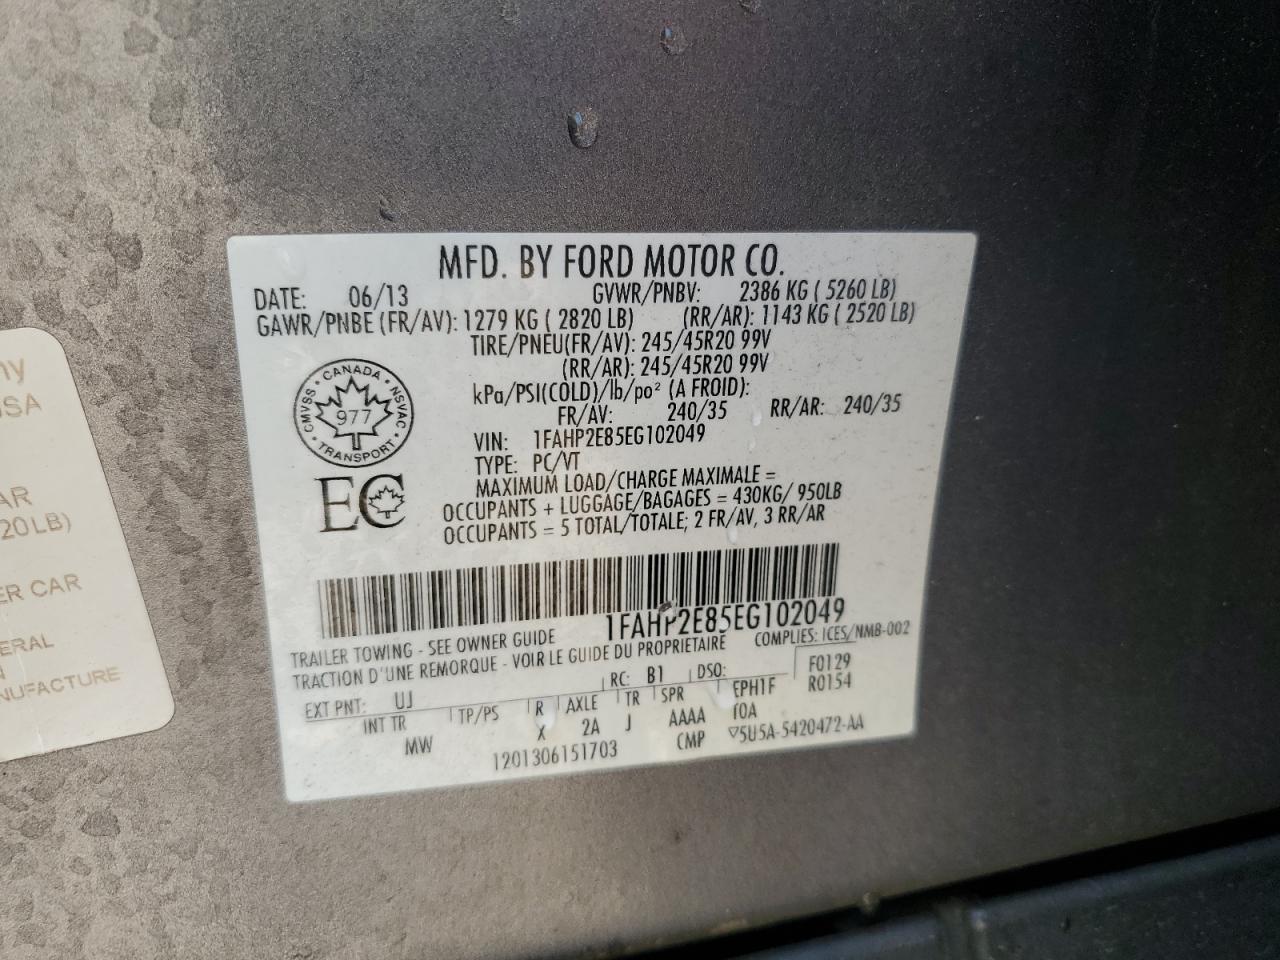 MFD. BY FORD MOTOR CO.
DATE: 06/13 GVWR/PNBV: 2386 KG ( 5260 LB)
GAWR/PNBE (FR/AV): 1279 KG ( 2820 LB) (RR/AR): 1143 KG ( 2520 LB)
TIRE/PNEU(FR/AV): 245/45R20 99V
(RR/AR): 245/45R20 99V
kPa/PSI(COLD)/lb/po² (A FROID):
FR/AV: 240/35 RR/AR: 240/35
VIN: 1FAHP2E85EG102049
TYPE: PC/VT
MAXIMUM LOAD/CHARGE MAXIMALE =
OCCUPANTS + LUGGAGE/BAGAGES = 430KG/ 950LB
OCCUPANTS = 5 TOTAL/TOTALE; 2 FR/AV, 3 RR/AR
CMVSS · CANADA · NSVAC · TRANSPORT ·
977
EC
1FAHP2E85EG102049
TRAILER TOWING - SEE OWNER GUIDE COMPLIES: ICES/NMB-002
TRACTION D'UNE REMORQUE - VOIR LE GUIDE DU PROPRIETAIRE
RC: B1 DSO: F0129
EXT PNT: UJ R0154
INT TR TP/PS R AXLE TR SPR EPH1F
MW X 2A J AAAA 10A
1201306151703 CMP ▽5U5A-5420472-AA
ny
USA
AR
20LB)
ER CAR
ERAL
N
NUFACTURE